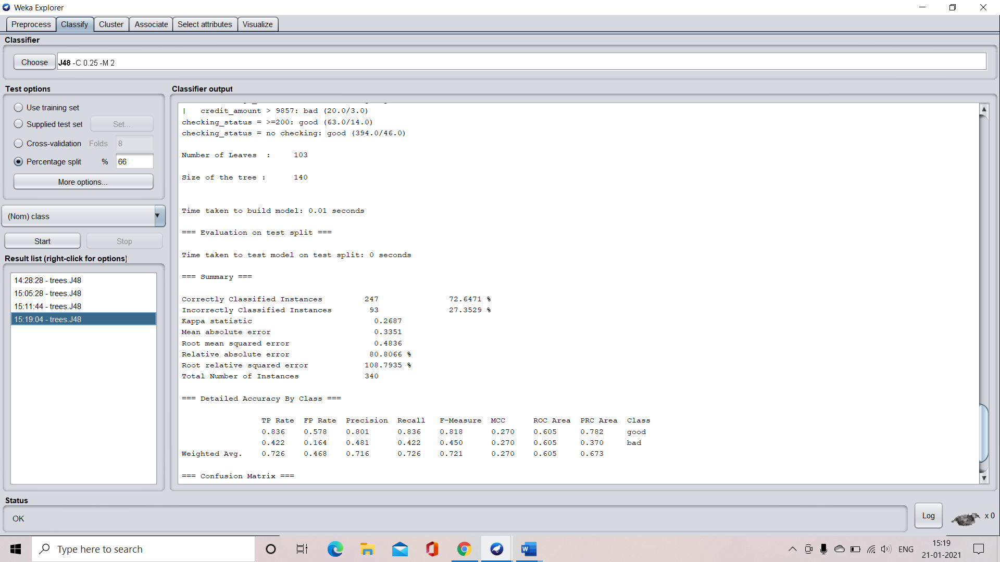 Weka Explorer
Preprocess Classify Cluster Associate Select attributes Visualize
Classifier
Choose J48 -C 0.25 -M 2
Test options
Use training set
Supplied test set Set...
Cross-validation Folds 8
Percentage split % 66
More options...
(Nom) class
Start Stop
Result list (right-click for options)
14:28:28 - trees.J48
15:05:28 - trees.J48
15:11:44 - trees.J48
15:19:04 - trees.J48
Classifier output
|   credit_amount > 9857: bad (20.0/3.0)
checking_status = >=200: good (63.0/14.0)
checking_status = no checking: good (394.0/46.0)
Number of Leaves  :     103
Size of the tree :      140
Time taken to build model: 0.01 seconds
=== Evaluation on test split ===
Time taken to test model on test split: 0 seconds
=== Summary ===
Correctly Classified Instances         247               72.6471 %
Incorrectly Classified Instances        93               27.3529 %
Kappa statistic                          0.2687
Mean absolute error                      0.3351
Root mean squared error                  0.4836
Relative absolute error                 80.8066 %
Root relative squared error            108.7935 %
Total Number of Instances              340
=== Detailed Accuracy By Class ===
TP Rate  FP Rate  Precision  Recall   F-Measure  MCC      ROC Area  PRC Area  Class
0.836    0.578    0.801      0.836    0.818      0.270    0.605     0.782     good
0.422    0.164    0.481      0.422    0.450      0.270    0.605     0.370     bad
Weighted Avg.    0.726    0.468    0.716      0.726    0.721      0.270    0.605     0.673
=== Confusion Matrix ===
Status
OK
Log
x 0
Type here to search
ENG
15:19
21-01-2021